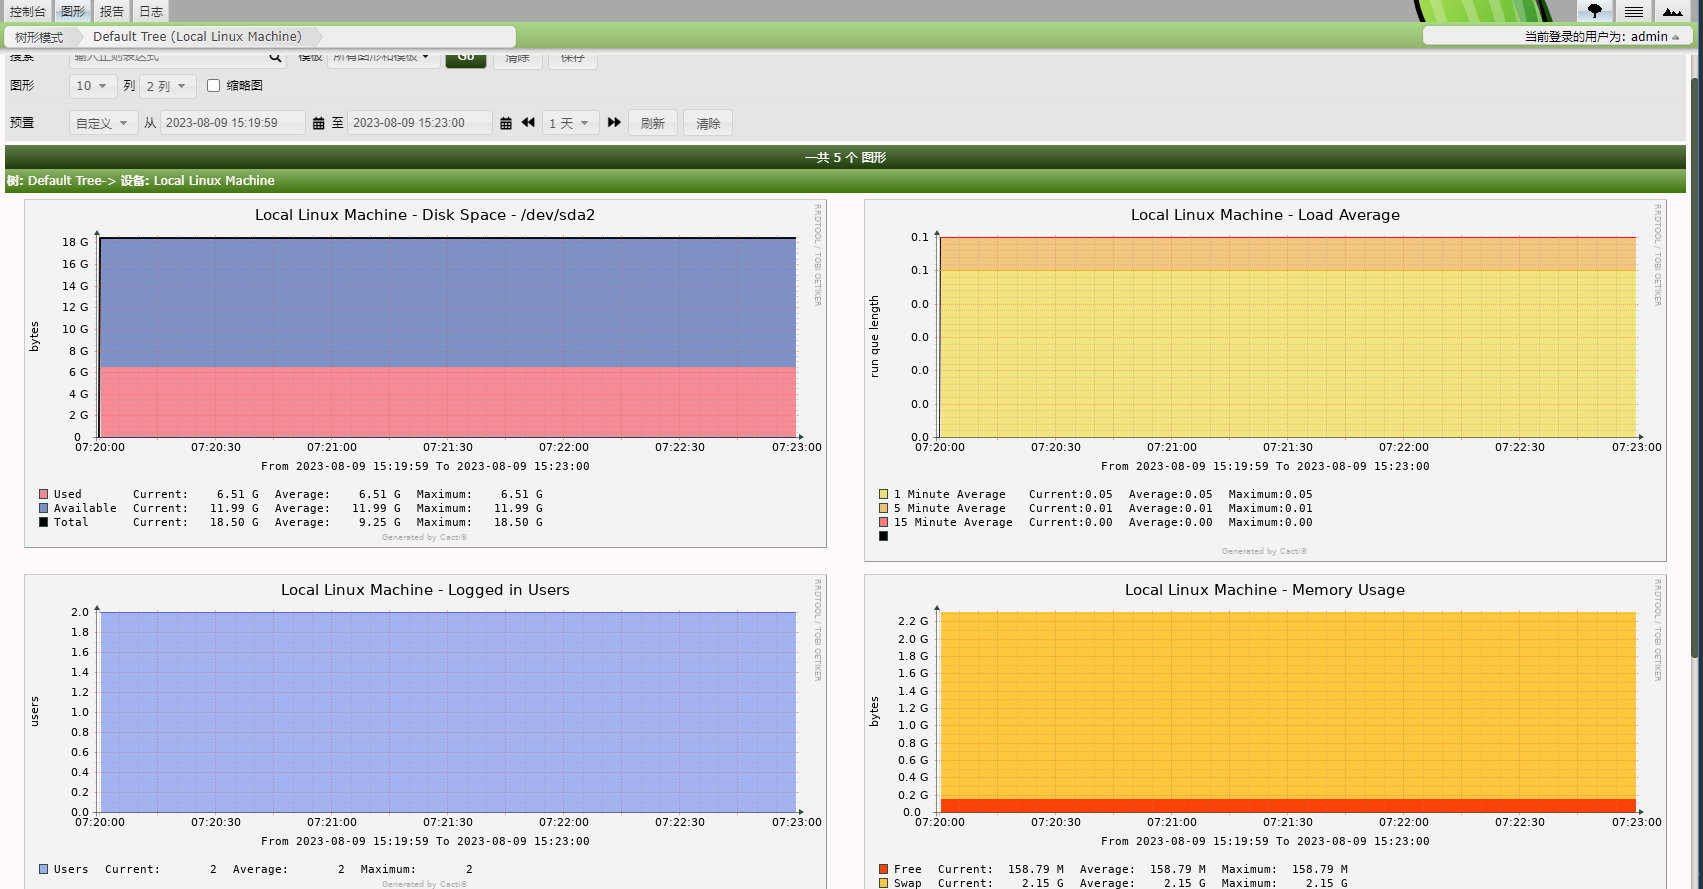 控制台 图形 报告 日志
树形模式 Default Tree (Local Linux Machine) 当前登录的用户为: admin
搜索 输入正则表达式 模板 所有图形和模板 Go 清除 保存
图形 10 列 2 列 缩略图
预置 自定义 从 2023-08-09 15:19:59 至 2023-08-09 15:23:00 1 天 刷新 清除
一共 5 个 图形
树: Default Tree-> 设备: Local Linux Machine
Local Linux Machine - Disk Space - /dev/sda2
RRDTOOL / TOBI OETIKER
bytes
18 G
16 G
14 G
12 G
10 G
8 G
6 G
4 G
2 G
0
07:20:00 07:20:30 07:21:00 07:21:30 07:22:00 07:22:30 07:23:00
From 2023-08-09 15:19:59 To 2023-08-09 15:23:00
Used Current: 6.51 G Average: 6.51 G Maximum: 6.51 G
Available Current: 11.99 G Average: 11.99 G Maximum: 11.99 G
Total Current: 18.50 G Average: 9.25 G Maximum: 18.50 G
Generated by Cacti®
Local Linux Machine - Load Average
RRDTOOL / TOBI OETIKER
run que length
0.1
0.1
0.0
0.0
0.0
0.0
0.0
07:20:00 07:20:30 07:21:00 07:21:30 07:22:00 07:22:30 07:23:00
From 2023-08-09 15:19:59 To 2023-08-09 15:23:00
1 Minute Average Current:0.05 Average:0.05 Maximum:0.05
5 Minute Average Current:0.01 Average:0.01 Maximum:0.01
15 Minute Average Current:0.00 Average:0.00 Maximum:0.00
Generated by Cacti®
Local Linux Machine - Logged in Users
RRDTOOL / TOBI OETIKER
users
2.0
1.8
1.6
1.4
1.2
1.0
0.8
0.6
0.4
0.2
0.0
07:20:00 07:20:30 07:21:00 07:21:30 07:22:00 07:22:30 07:23:00
From 2023-08-09 15:19:59 To 2023-08-09 15:23:00
Users Current: 2 Average: 2 Maximum: 2
Generated by Cacti®
Local Linux Machine - Memory Usage
RRDTOOL / TOBI OETIKER
bytes
2.2 G
2.0 G
1.8 G
1.6 G
1.4 G
1.2 G
1.0 G
0.8 G
0.6 G
0.4 G
0.2 G
0.0
07:20:00 07:20:30 07:21:00 07:21:30 07:22:00 07:22:30 07:23:00
From 2023-08-09 15:19:59 To 2023-08-09 15:23:00
Free Current: 158.79 M Average: 158.79 M Maximum: 158.79 M
Swap Current: 2.15 G Average: 2.15 G Maximum: 2.15 G